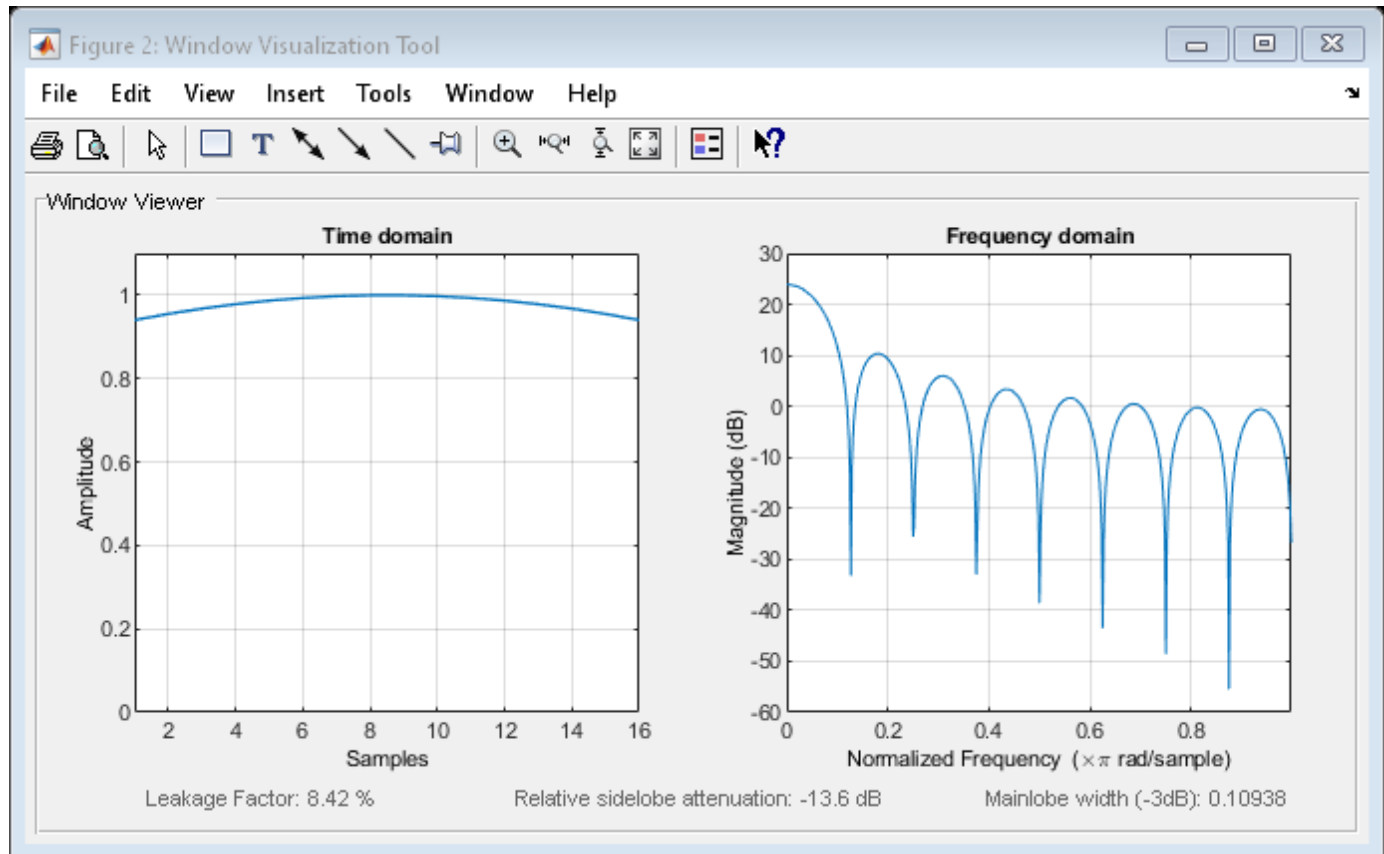 Figure 2: Window Visualization Tool
File Edit View Insert Tools Window Help
T
?
Window Viewer
Time domain
1
0.8
0.6
0.4
0.2
0
Amplitude
2 4 6 8 10 12 14 16
Samples
Frequency domain
30
20
10
0
-10
-20
-30
-40
-50
-60
Magnitude (dB)
0 0.2 0.4 0.6 0.8
Normalized Frequency (×π rad/sample)
Leakage Factor: 8.42 % Relative sidelobe attenuation: -13.6 dB Mainlobe width (-3dB): 0.10938